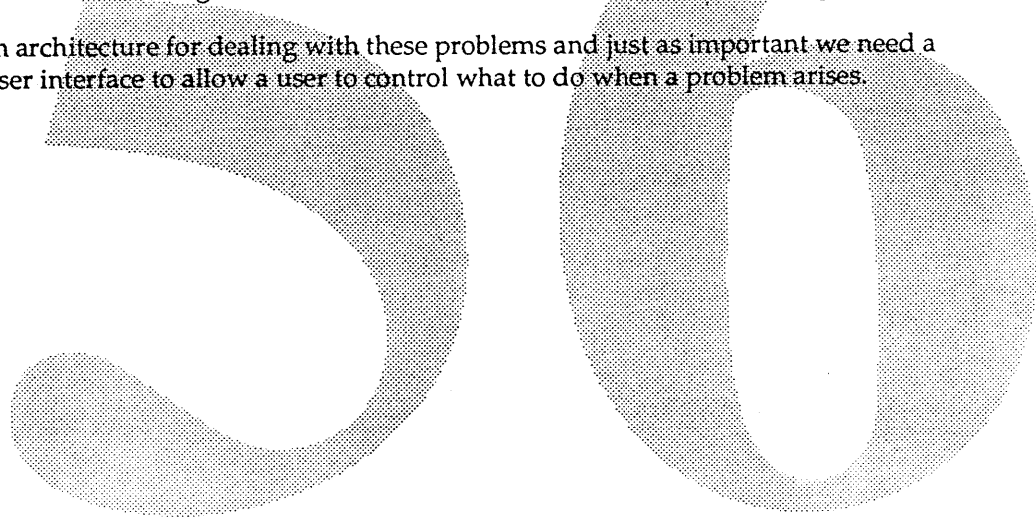 architecture for dealing with these problems and just as important we need a
interface to allow a user to control what to do when a problem arises.
56